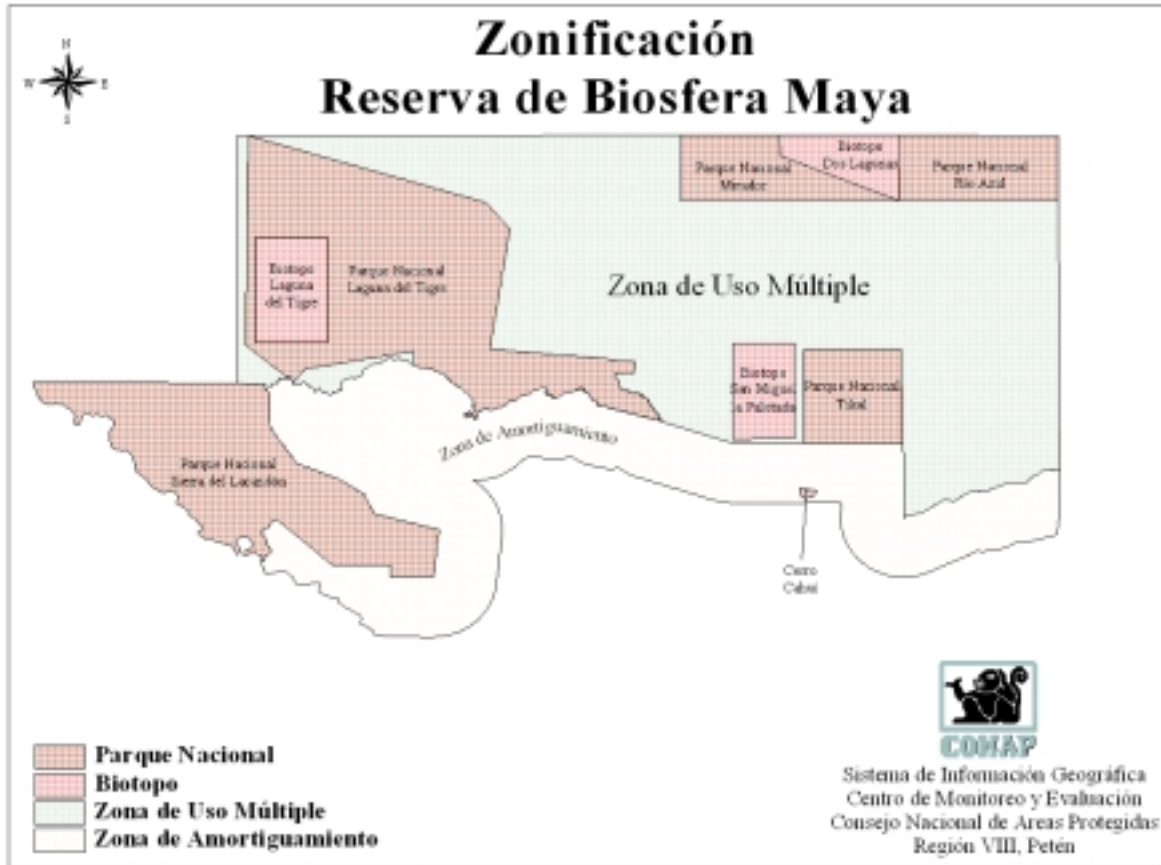 Zonificación
Reserva de Biosfera Maya
N
W
E
S
Biotopo
Dos Lagunas
Parque Nacional
Mirador
Parque Nacional
Río Azul
Biotopo
Laguna
del Tigre
Parque Nacional
Laguna del Tigre
Zona de Uso Múltiple
Biotopo
San Miguel
la Palotada
Parque Nacional
Tikal
Zona de Amortiguamiento
Parque Nacional
Sierra del Lacandón
Cerro
Cahuí
Parque Nacional
Biotopo
Zona de Uso Múltiple
Zona de Amortiguamiento
CONAP
Sistema de Información Geográfica
Centro de Monitoreo y Evaluación
Consejo Nacional de Areas Protegidas
Región VIII, Petén